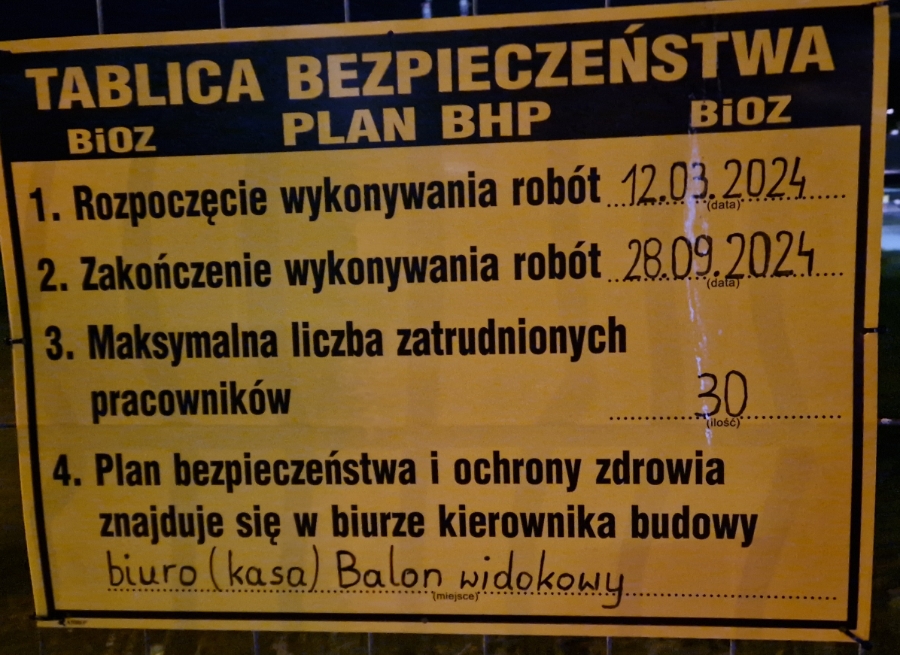 TABLICA BEZPIECZEŃSTWA
BiOZ PLAN BHP BiOZ
1. Rozpoczęcie wykonywania robót 12.03.2024
(data)
2. Zakończenie wykonywania robót 28.09.2024
(data)
3. Maksymalna liczba zatrudnionych
pracowników 30
(ilość)
4. Plan bezpieczeństwa i ochrony zdrowia
znajduje się w biurze kierownika budowy
biuro (kasa) Balon widokowy
(miejsce)